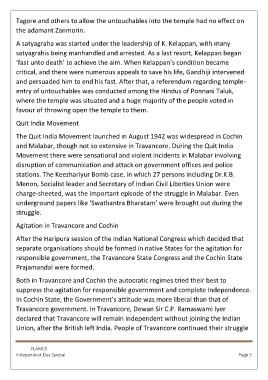 Tagore and others to allow the untouchables into the temple had no effect on
the adamant Zanmorin.
A satyagraha was started under the leadership of K. Kelappan, with many
satyagrahis being manhandled and arrested. As a last resort, Kelappan began
'fast unto death' to achieve the aim. When Kelappan's condition became
critical, and there were numerous appeals to save his life, Gandhiji intervened
and persuaded him to end his fast. After that, a referendum regarding temple-
entry of untouchables was conducted among the Hindus of Ponnani Taluk,
where the temple was situated and a huge majority of the people voted in
favour of throwing open the temple to them.
Quit India Movement
The Quit India Movement launched in August 1942 was widespread in Cochin
and Malabar, though not so extensive in Travancore. During the Quit India
Movement there were sensational and violent incidents in Malabar involving
disruption of communication and attack on government offices and police
stations. The Keezhariyur Bomb case, in which 27 persons including Dr.K.B.
Menon, Socialist leader and Secretary of Indian Civil Liberties Union were
charge-sheeted, was the important episode of the struggle in Malabar. Even
underground papers like 'Swathantra Bharatam' were brought out during the
struggle.
Agitation in Travancore and Cochin
After the Haripura session of the Indian National Congress which decided that
separate organisations should be formed in native States for the agitation for
responsible government, the Travancore State Congress and the Cochin State
Prajamandal were formed.
Both in Travancore and Cochin the autocratic regimes tried their best to
suppress the agitation for responsible government and complete Independence.
In Cochin State, the Government's attitude was more liberal than that of
Travancore government. In Travancore, Dewan Sir C.P. Ramaswami Iyer
declared that Travancore will remain independent without joining the Indian
Union, after the British left India. People of Travancore continued their struggle
FLAMES
Independent Day Special Page 5